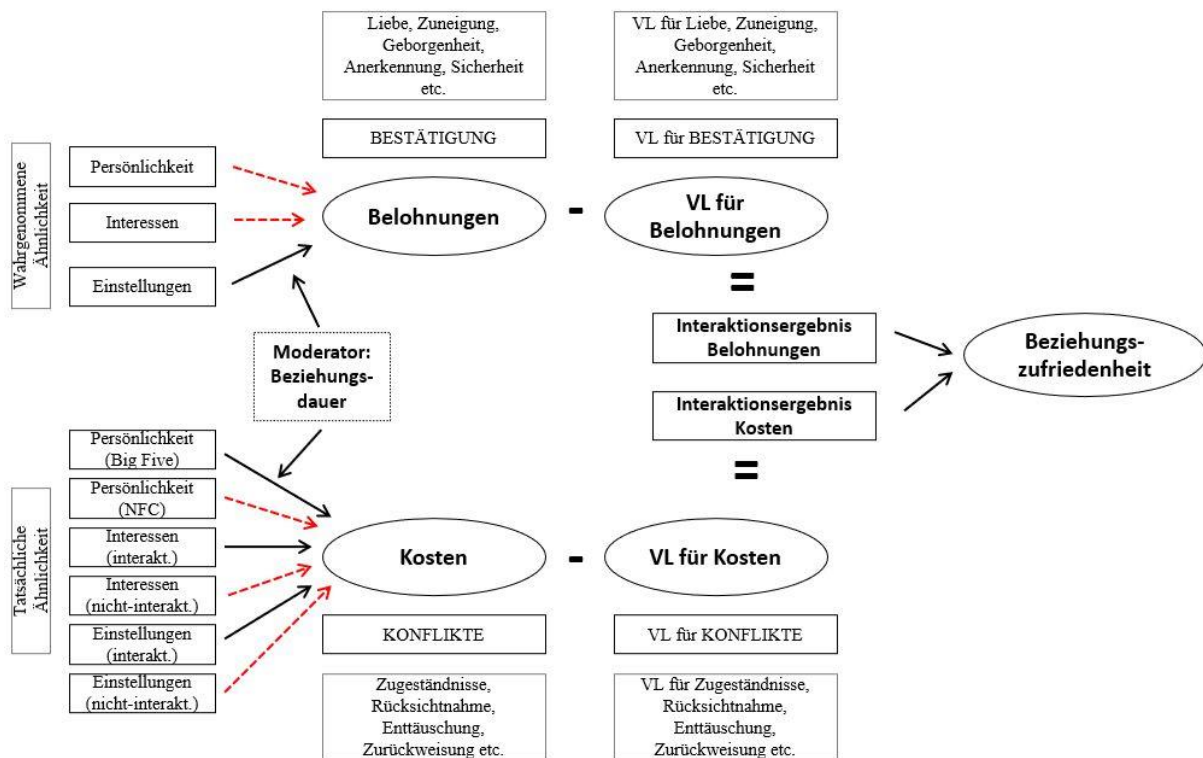 Liebe, Zuneigung,
Geborgenheit,
Anerkennung, Sicherheit
etc.
VL für Liebe, Zuneigung,
Geborgenheit,
Anerkennung, Sicherheit
etc.
BESTÄTIGUNG
VL für BESTÄTIGUNG
Wahrgenommene
Ähnlichkeit
Persönlichkeit
Interessen
Einstellungen
Belohnungen
-
VL für
Belohnungen
=
Interaktionsergebnis
Belohnungen
Moderator:
Beziehungs-
dauer
Beziehungs-
zufriedenheit
Interaktionsergebnis
Kosten
=
Tatsächliche
Ähnlichkeit
Persönlichkeit
(Big Five)
Persönlichkeit
(NFC)
Interessen
(interakt.)
Interessen
(nicht-interakt.)
Einstellungen
(interakt.)
Einstellungen
(nicht-interakt.)
Kosten
-
VL für Kosten
KONFLIKTE
VL für KONFLIKTE
Zugeständnisse,
Rücksichtnahme,
Enttäuschung,
Zurückweisung etc.
VL für Zugeständnisse,
Rücksichtnahme,
Enttäuschung,
Zurückweisung etc.